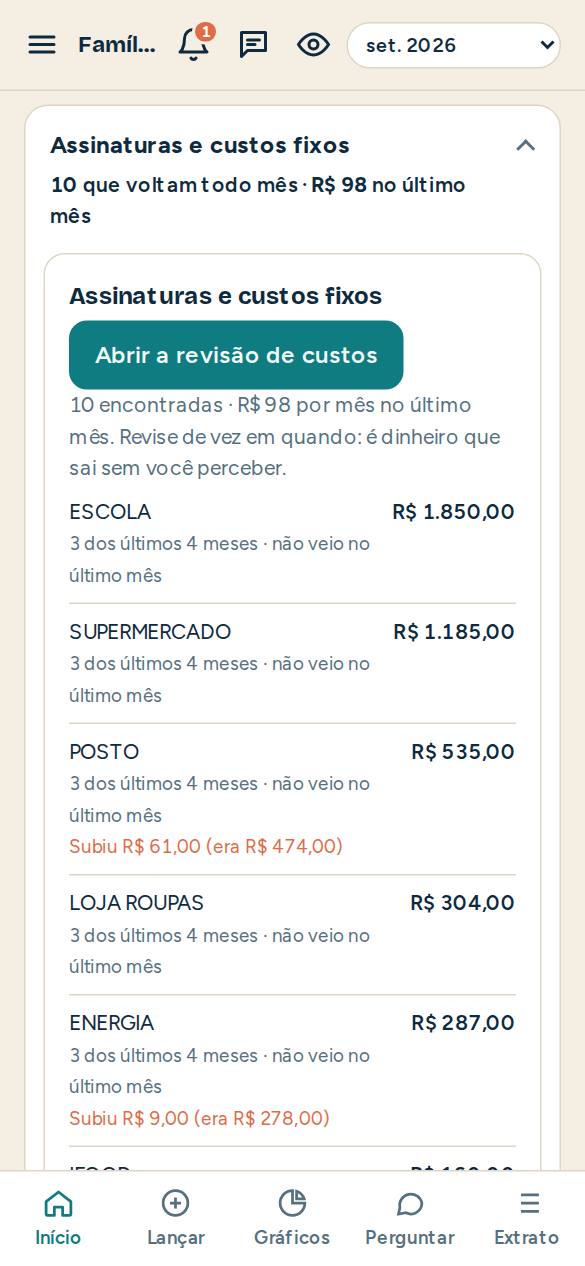 Famíl...
1
set. 2026
Assinaturas e custos fixos
10 que voltam todo mês · R$ 98 no último
mês
Assinaturas e custos fixos
Abrir a revisão de custos
10 encontradas · R$ 98 por mês no último
mês. Revise de vez em quando: é dinheiro que
sai sem você perceber.
ESCOLA R$ 1.850,00
3 dos últimos 4 meses · não veio no
último mês
SUPERMERCADO R$ 1.185,00
3 dos últimos 4 meses · não veio no
último mês
POSTO R$ 535,00
3 dos últimos 4 meses · não veio no
último mês
Subiu R$ 61,00 (era R$ 474,00)
LOJA ROUPAS R$ 304,00
3 dos últimos 4 meses · não veio no
último mês
ENERGIA R$ 287,00
3 dos últimos 4 meses · não veio no
último mês
Subiu R$ 9,00 (era R$ 278,00)
Início Lançar Gráficos Perguntar Extrato